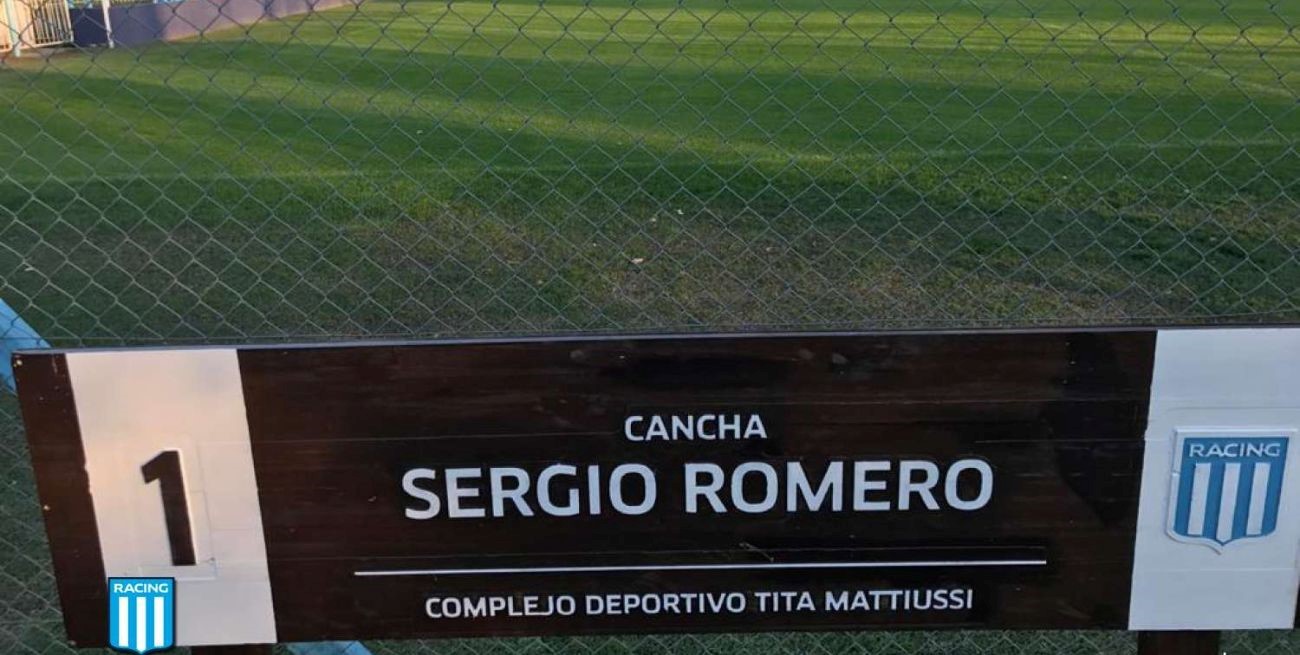 1
CANCHA
SERGIO ROMERO
COMPLEJO DEPORTIVO TITA MATTIUSSI
RACING
RACING